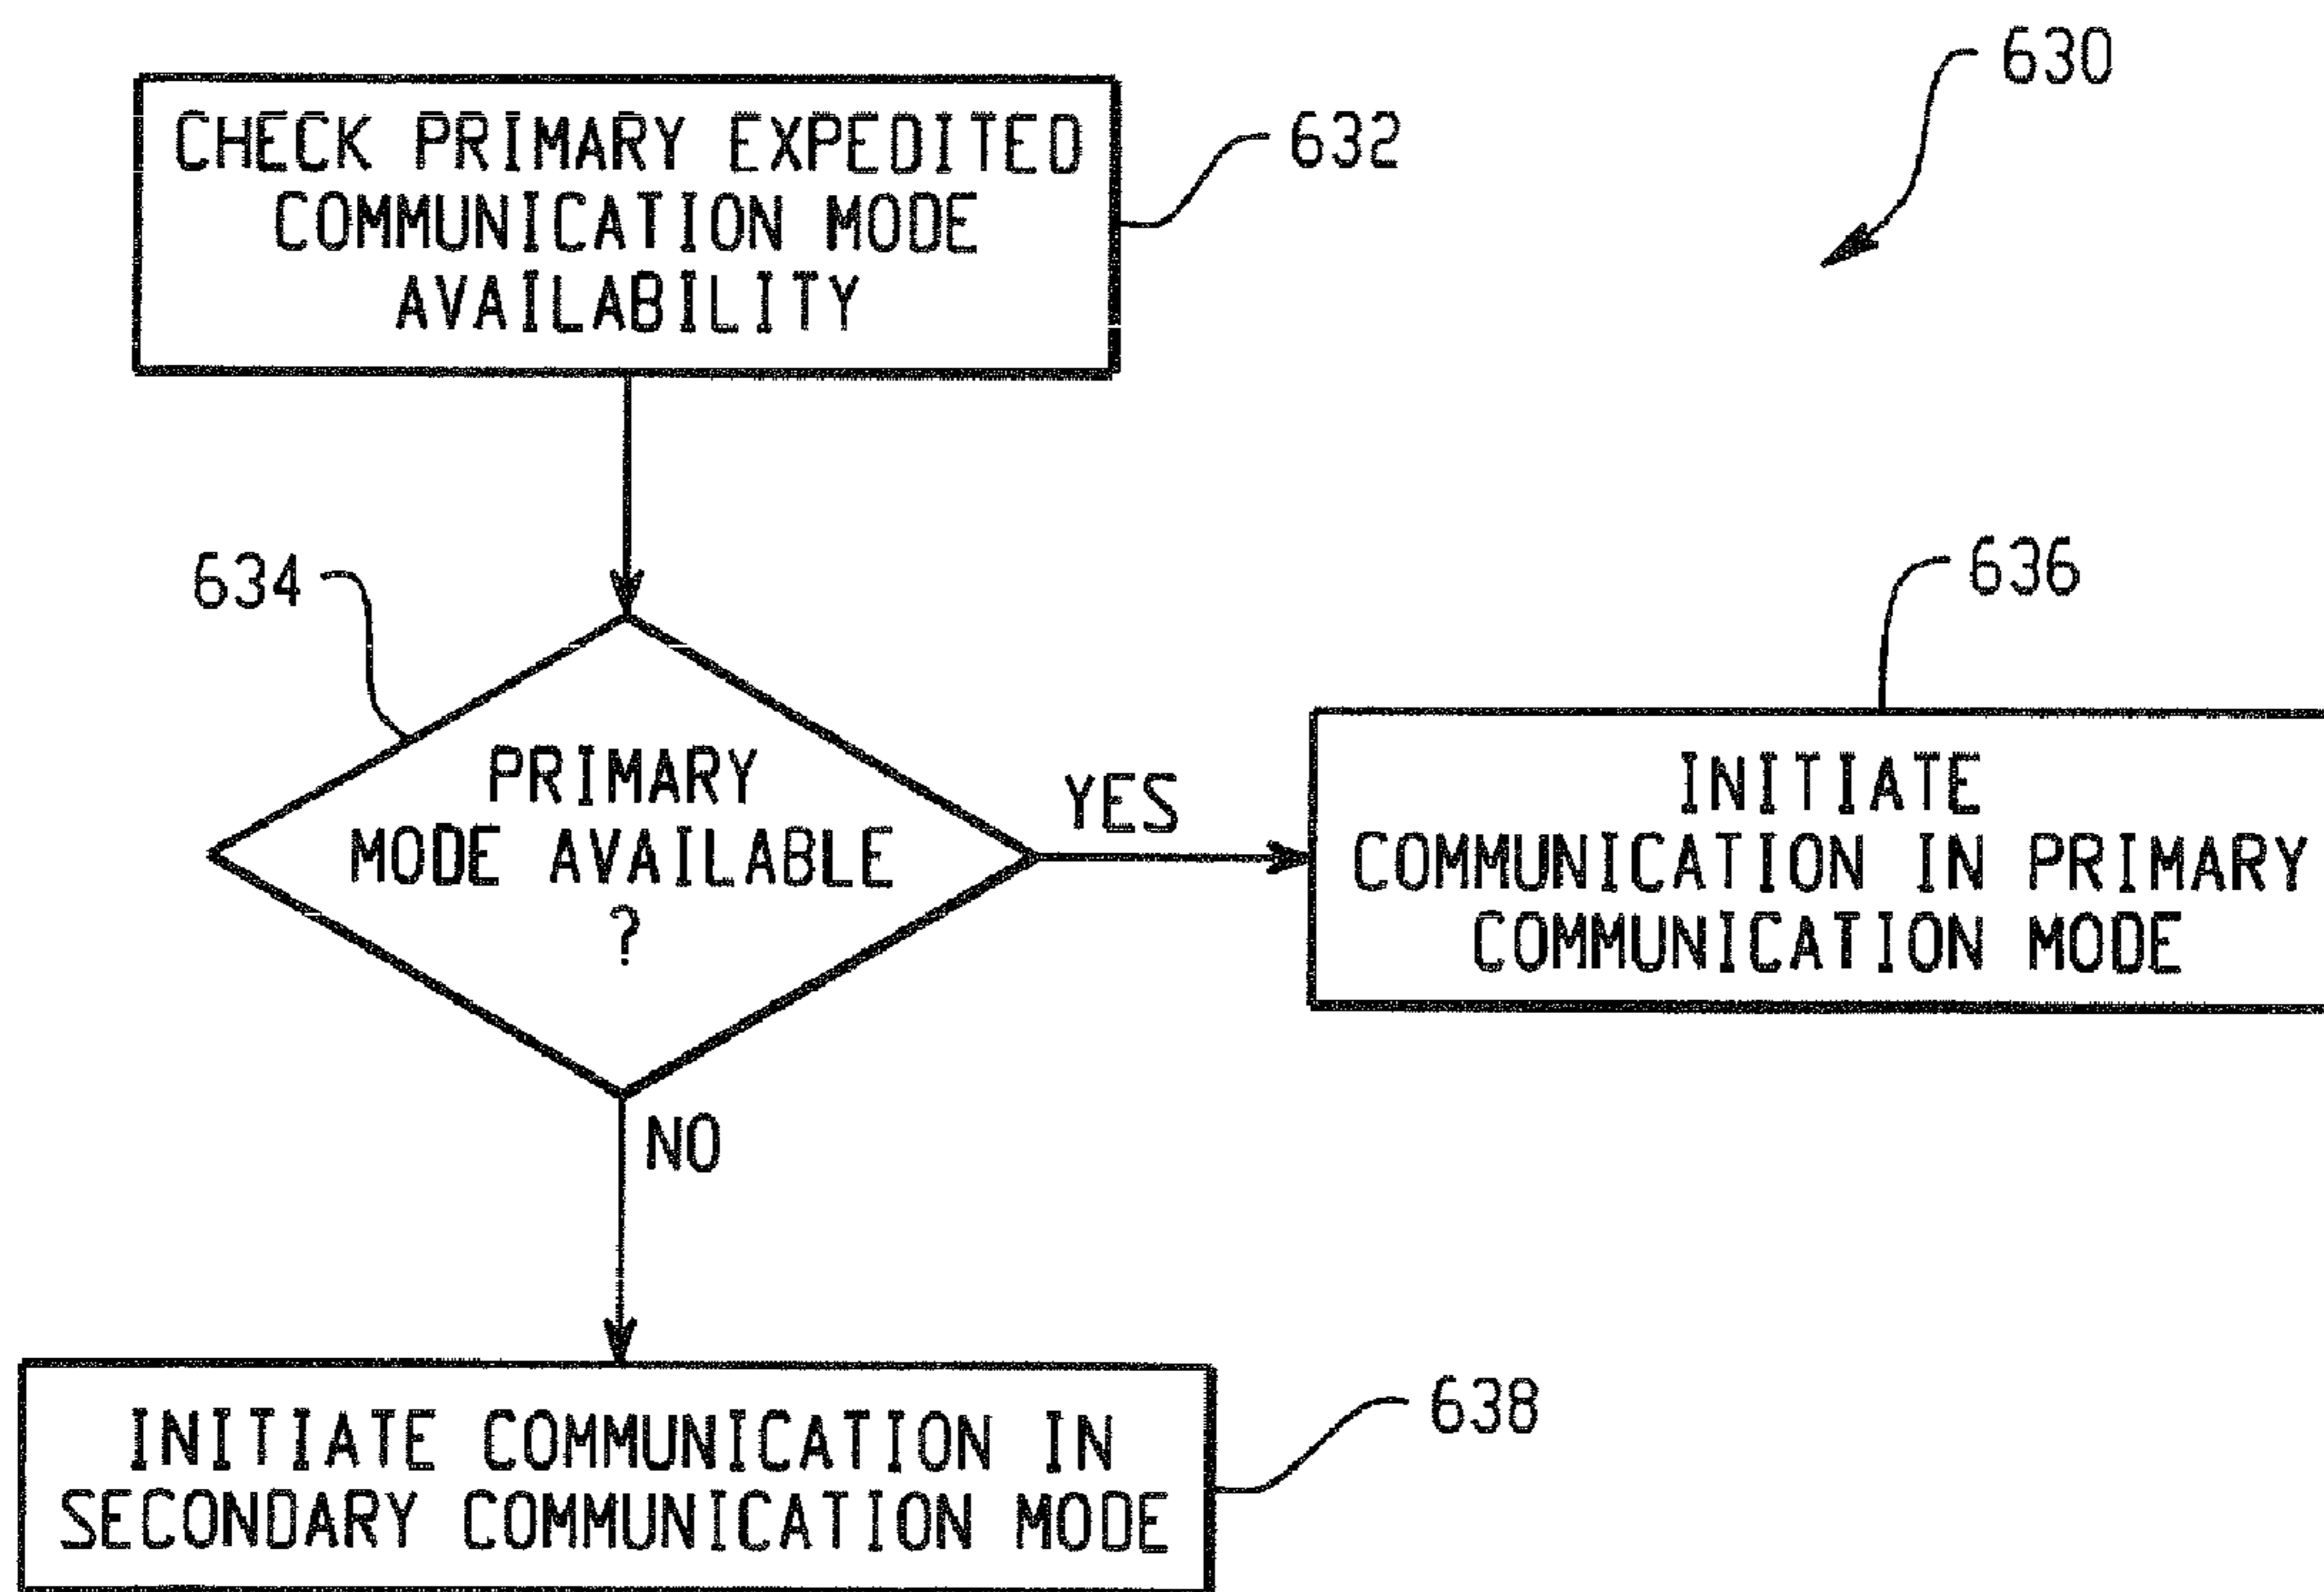 630
CHECK PRIMARY EXPEDITED
COMMUNICATION MODE
AVAILABILITY
632
634
PRIMARY
MODE AVAILABLE
?
YES
636
INITIATE
COMMUNICATION IN PRIMARY
COMMUNICATION MODE
NO
INITIATE COMMUNICATION IN
SECONDARY COMMUNICATION MODE
638